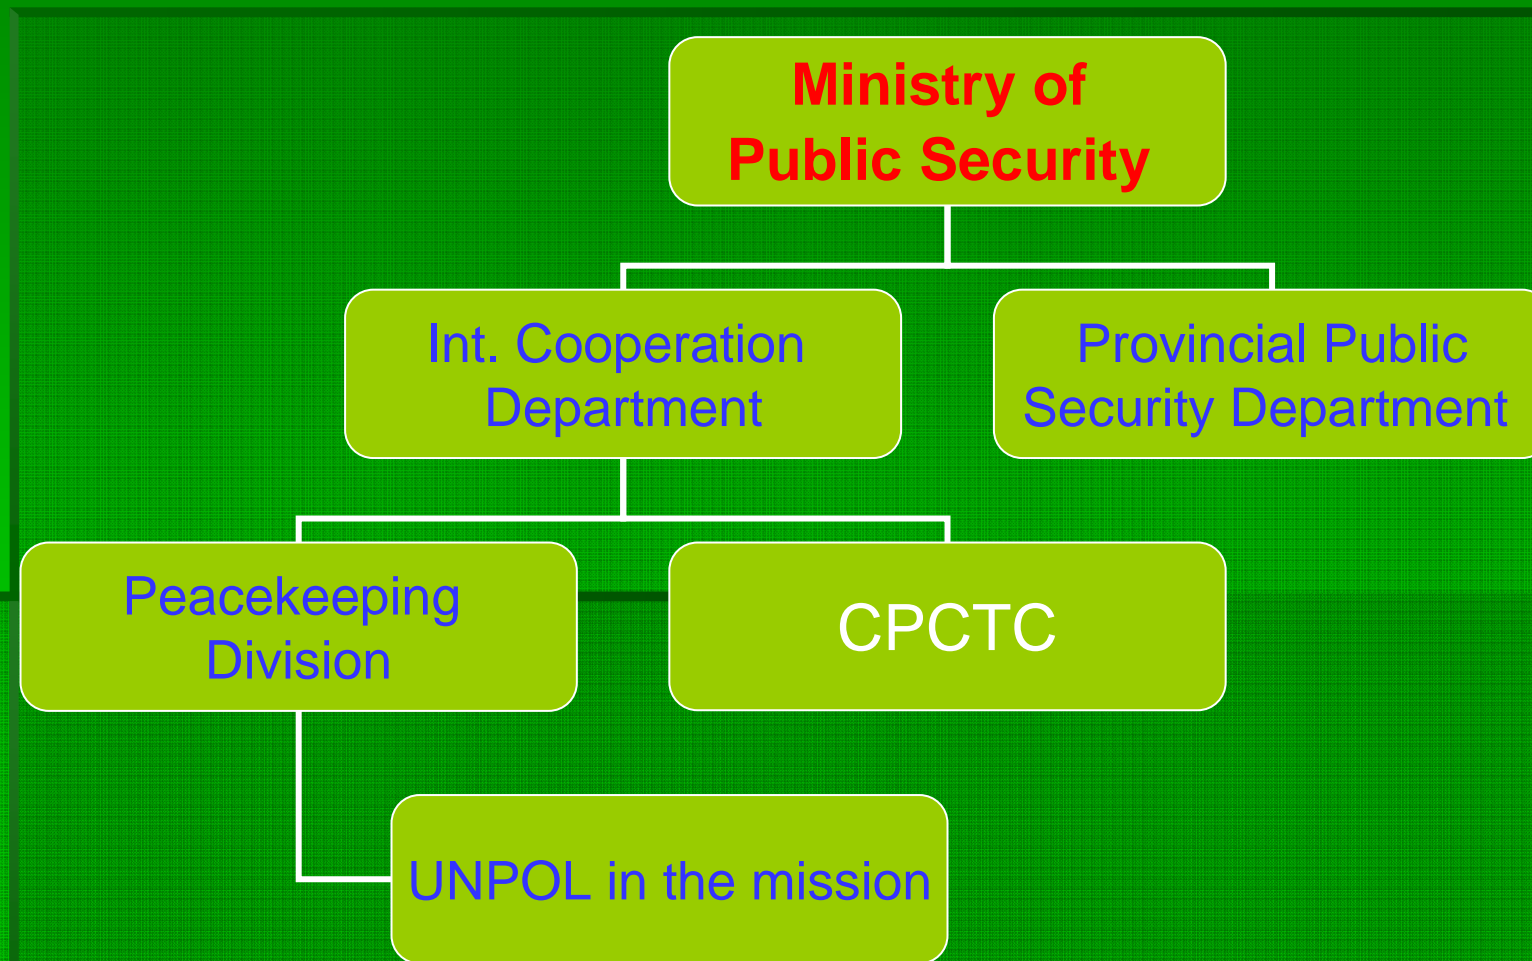 Ministry of
Public Security
Int. Cooperation
Department
Provincial Public
Security Department
Peacekeeping
Division
CPCTC
UNPOL in the mission